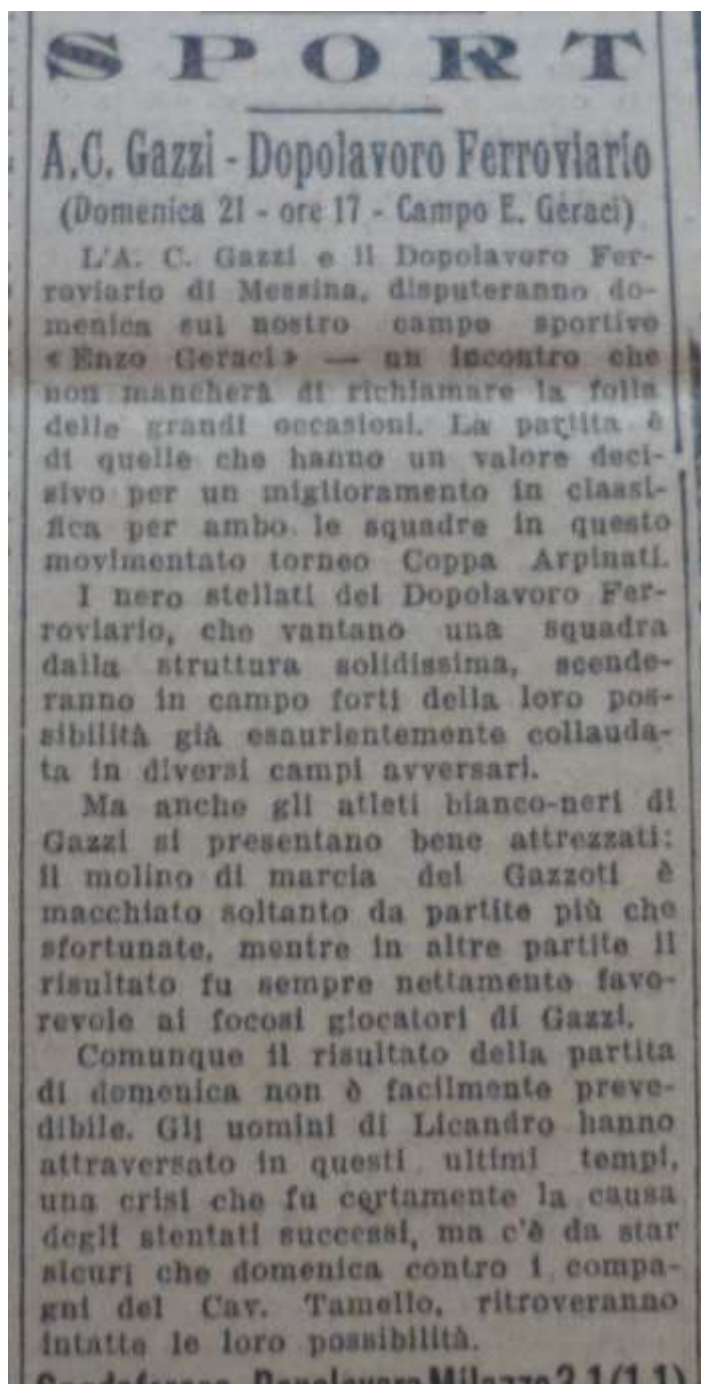 SPORT
A.C. Gazzi - Dopolavoro Ferroviario
(Domenica 21 - ore 17 - Campo E. Geraci)
L'A. C. Gazzi e il Dopolavoro Fer-
roviario di Messina, disputeranno do-
menica sul nostro campo sportivo
«Enzo Geraci» — un incontro che
non mancherà di richiamare la folla
delle grandi occasioni. La partita è
di quelle che hanno un valore deci-
sivo per un miglioramento in classi-
fica per ambo le squadre in questo
movimentato torneo Coppa Arpinati.
I nero stellati del Dopolavoro Fer-
roviario, che vantano una squadra
dalla struttura solidissima, scende-
ranno in campo forti della loro pos-
sibilità già esaurientemente collauda-
ta in diversi campi avversari.
Ma anche gli atleti bianco-neri di
Gazzi si presentano bene attrezzati:
il molino di marcia dei Gazzoti è
macchiato soltanto da partite più che
sfortunate, mentre in altre partite il
risultato fu sempre nettamente favo-
revole ai focosi giocatori di Gazzi.
Comunque il risultato della partita
di domenica non è facilmente preve-
dibile. Gli uomini di Licandro hanno
attraversato in questi ultimi tempi,
una crisi che fu certamente la causa
degli stentati successi, ma c'è da star
sicuri che domenica contro i compa-
gni del Cav. Tamello, ritroveranno
intatte le loro possibilità.
Dopolavoro Milazzo 2-1 (1-1)